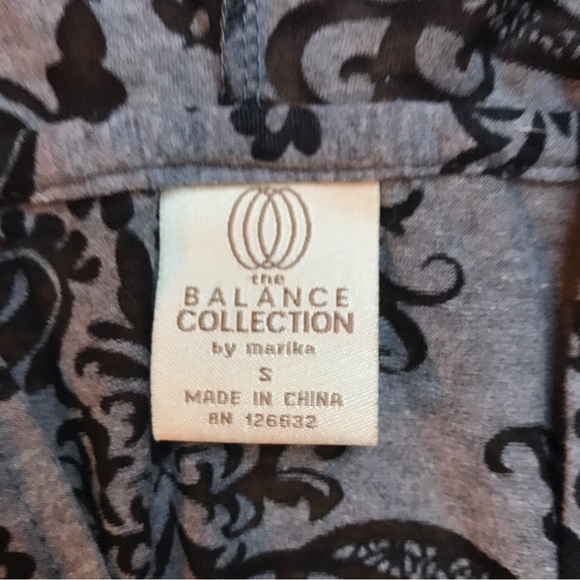 the
BALANCE
COLLECTION
by marika
S
MADE IN CHINA
RN 126632